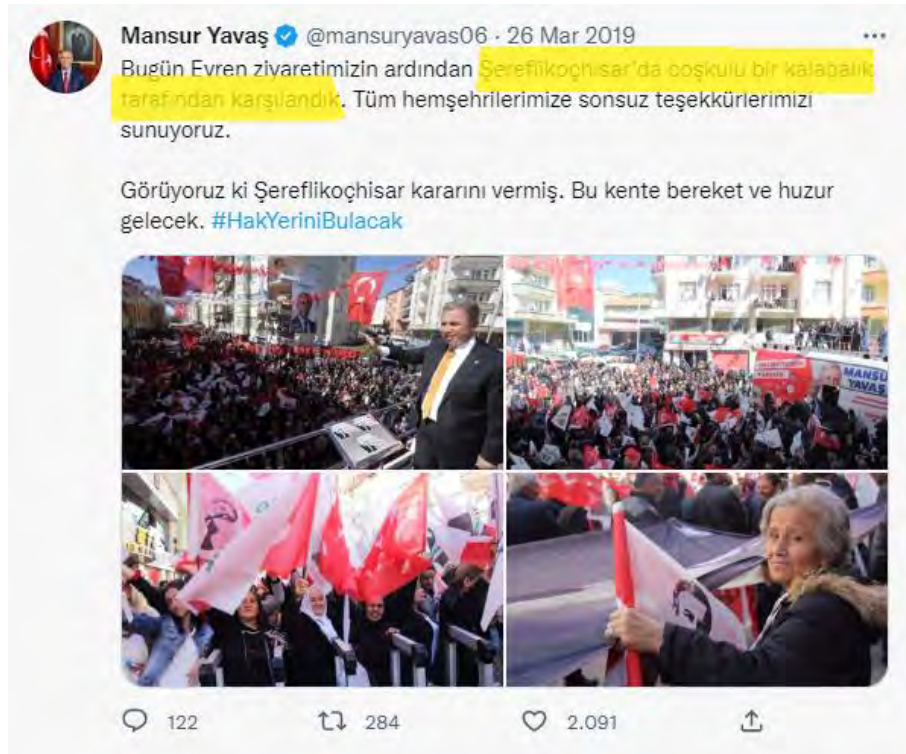 Mansur Yavaş @mansuryavas06 · 26 Mar 2019
Bugün Evren ziyaretimizin ardından Şereflikoçhisar'da coşkulu bir kalabalık
tarafından karşılandık. Tüm hemşehrilerimize sonsuz teşekkürlerimizi
sunuyoruz.
Görüyoruz ki Şereflikoçhisar kararını vermiş. Bu kente bereket ve huzur
gelecek. #HakYeriniBulacak
MANSU
YAVAŞ
122
284
2.091